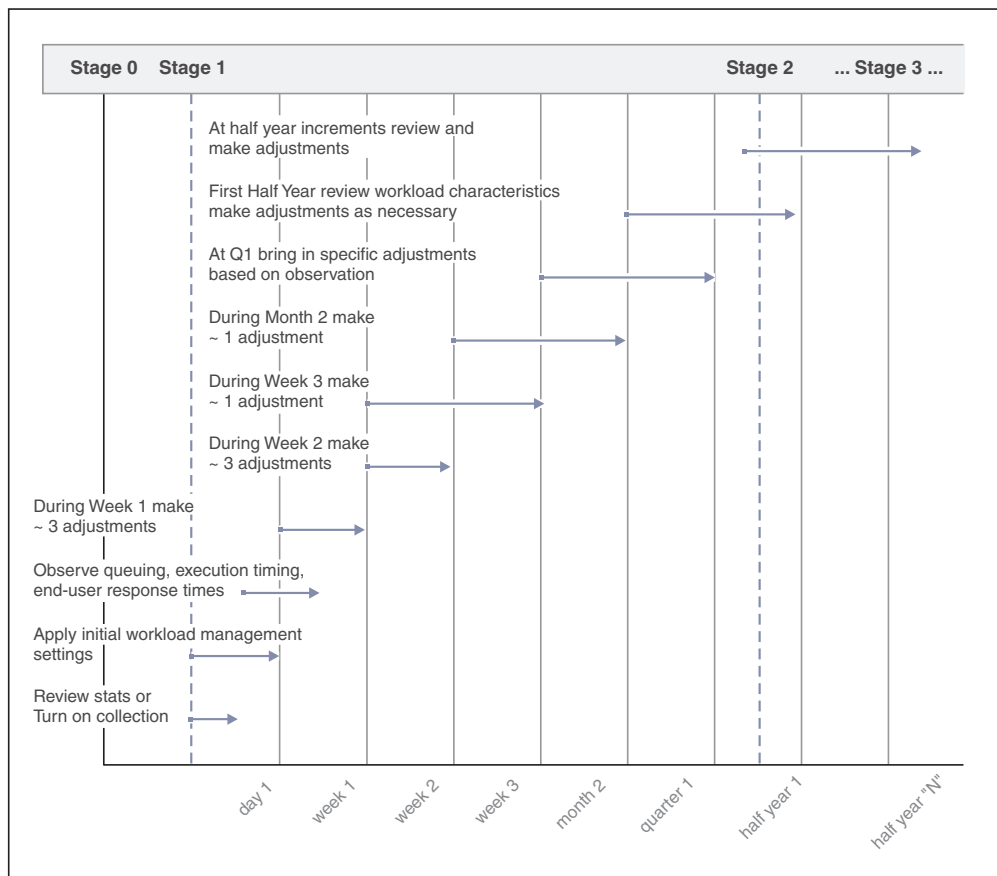 Stage 0 Stage 1 Stage 2 ... Stage 3 ...
At half year increments review and
make adjustments
First Half Year review workload characteristics
make adjustments as necessary
At Q1 bring in specific adjustments
based on observation
During Month 2 make
~ 1 adjustment
During Week 3 make
~ 1 adjustment
During Week 2 make
~ 3 adjustments
During Week 1 make
~ 3 adjustments
Observe queuing, execution timing,
end-user response times
Apply initial workload management
settings
Review stats or
Turn on collection
day 1
week 1
week 2
week 3
month 2
quarter 1
half year 1
half year "N"